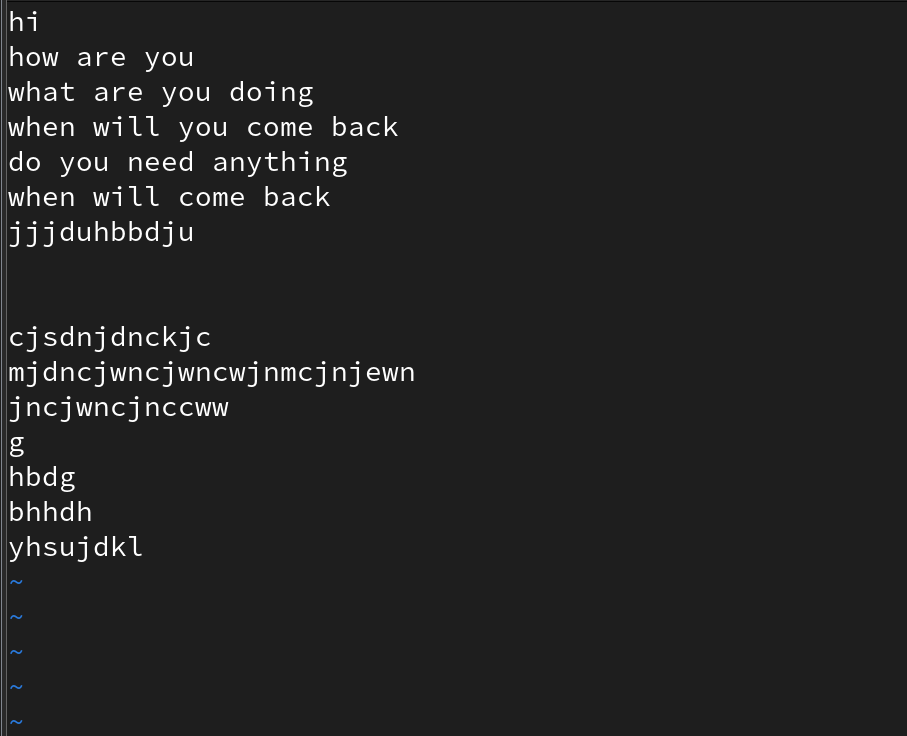 hi
how are you
what are you doing
when will you come back
do you need anything
when will come back
jjjduhbbdju
cjsdnjdnckjc
mjdncjwncjwncwjnmcjnjewn
jncjwncjnccww
g
hbdg
bhhdh
yhsujdkl
~
~
~
~
~